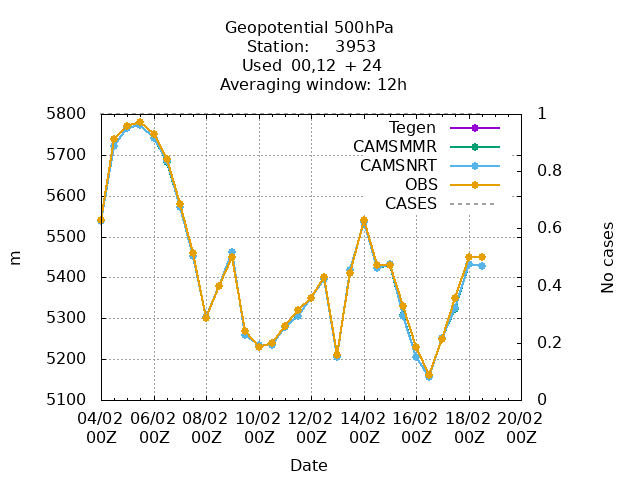 Geopotential 500hPa
Station: 3953
Used 00,12 + 24
Averaging window: 12h
5800
5700
5600
5500
5400
5300
5200
5100
m
1
0.8
0.6
0.4
0.2
0
No cases
Tegen
CAMSMMR
CAMSNRT
OBS
CASES
04/02 06/02 08/02 10/02 12/02 14/02 16/02 18/02 20/02
00Z 00Z 00Z 00Z 00Z 00Z 00Z 00Z 00Z
Date